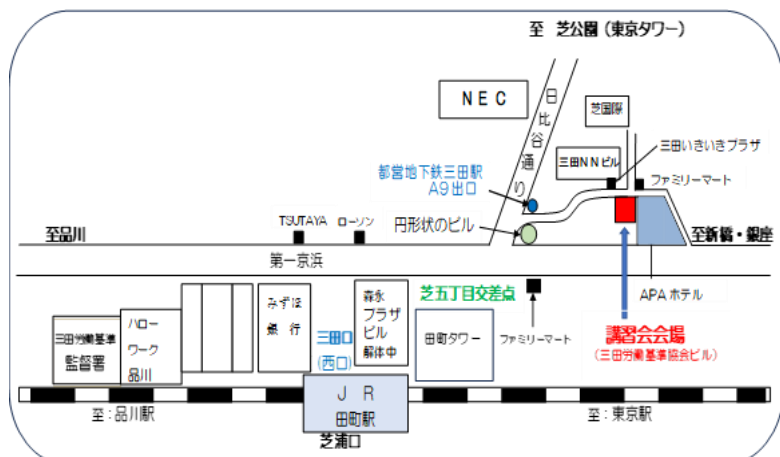 至 芝公園（東京タワー）
NEC
日比谷通り
芝国際
三田いきいきプラザ
三田NNビル
ファミリーマート
都営地下鉄三田駅
A9出口
TSUTAYA ローソン
円形状のビル
至品川
至新橋・銀座
第一京浜
APAホテル
芝五丁目交差点
ファミリーマート
講習会会場
（三田労働基準協会ビル）
三田労働基準
監督署
ハロー
ワーク
品川
みずほ
銀行
三田口
（西口）
森永
プラザ
ビル
解体中
田町タワー
JR
田町駅
至：品川駅
至：東京駅
芝浦口